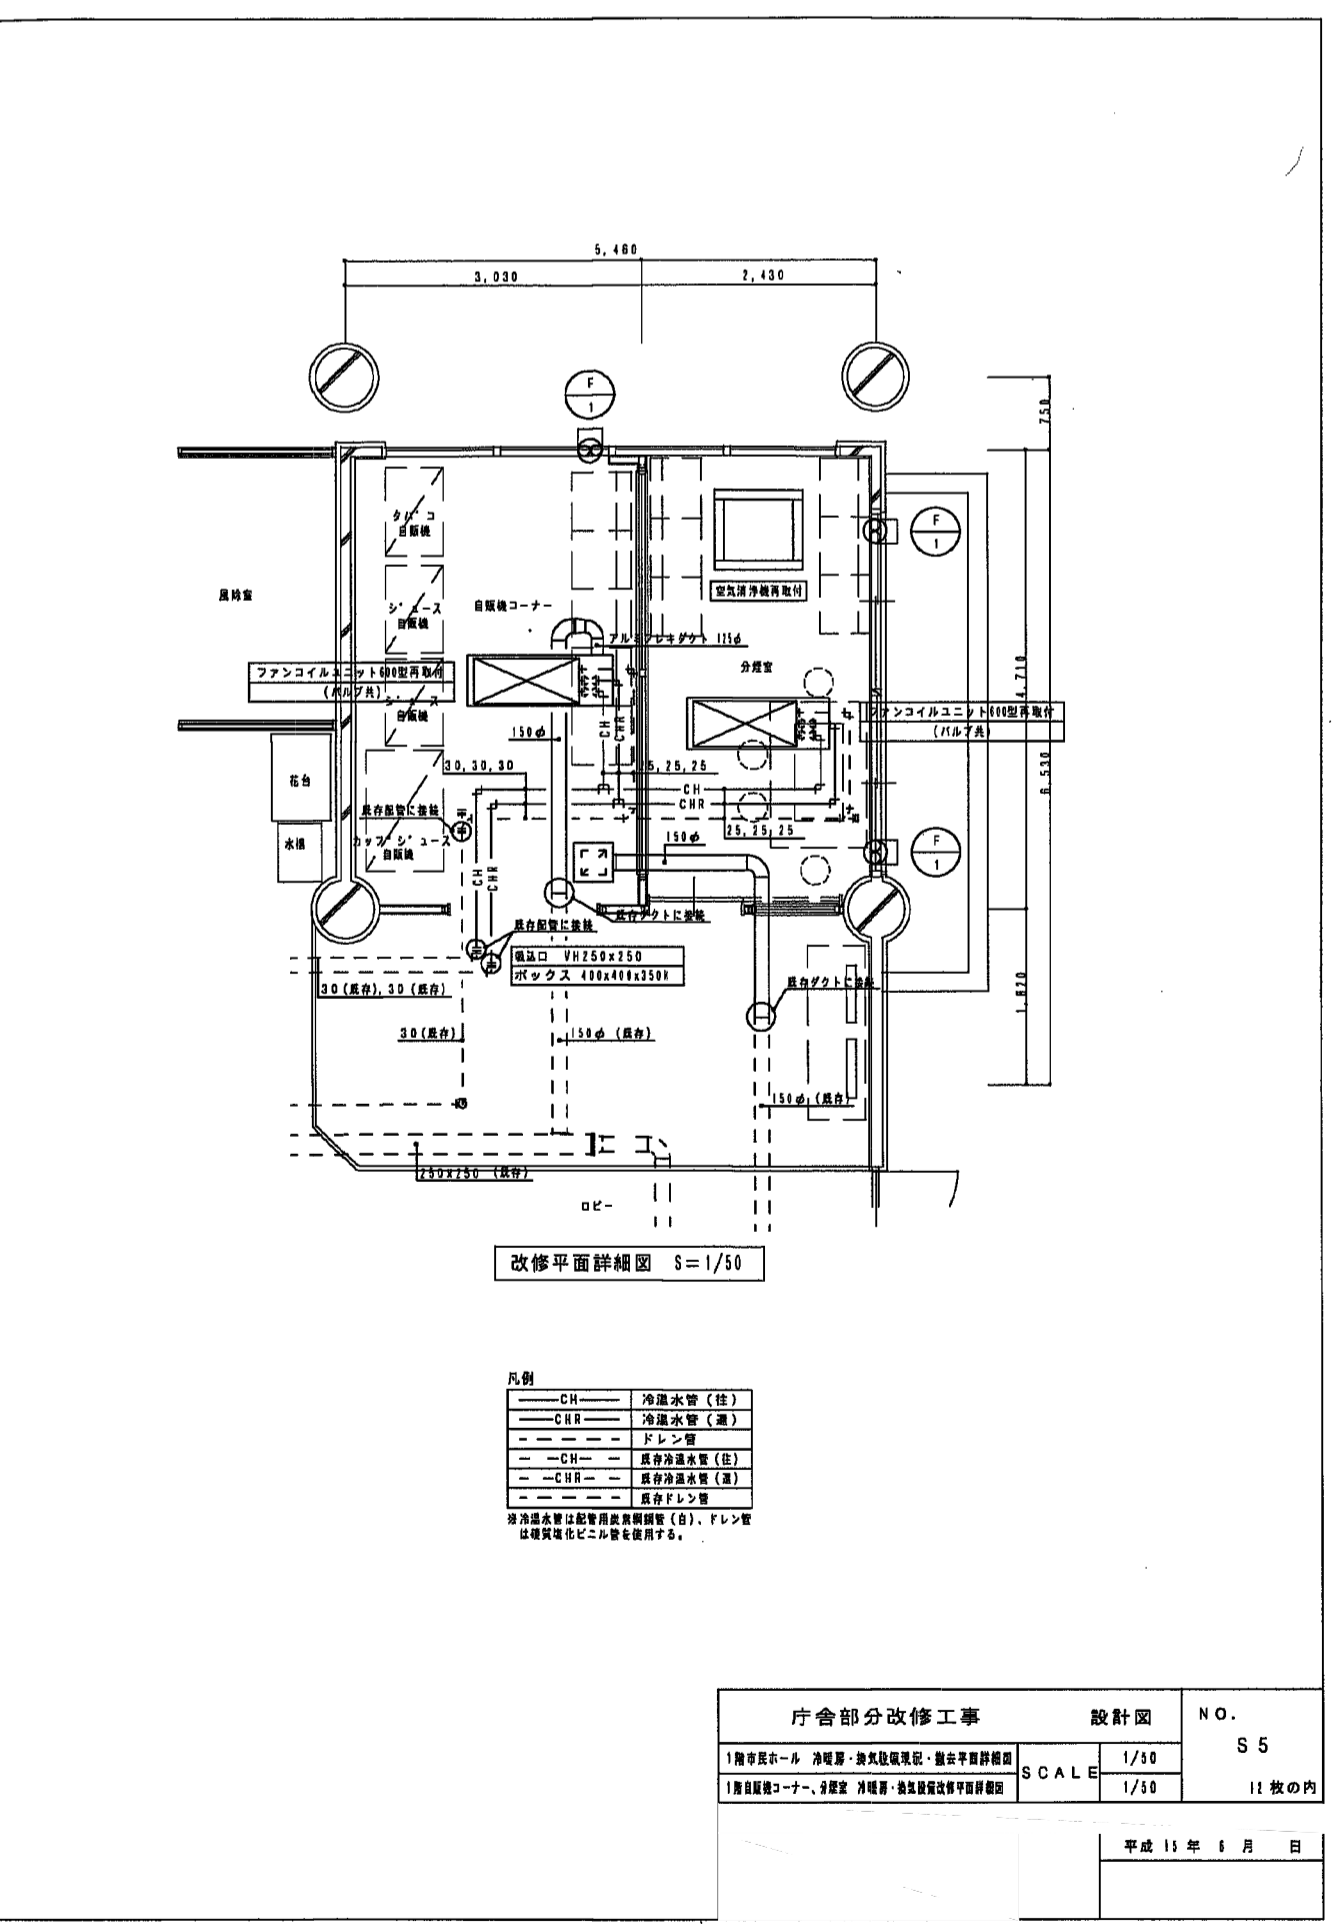 5,460
3,030
2,430
750
F
1
タバコ
自販機
F
1
風除室
ジュース
自販機
自販機コーナー
空気清浄機再取付
アルミフレキダクト 125φ
分煙室
ファンコイルユニット600型再取付
(バルブ共)
ジュース
自販機
4,710
ファンコイルユニット600型再取付
(バルブ共)
CH
CHR
150φ
30,30,30
25,25,25
6,530
花台
CH
CHR
既存配管に接続
25,25,25
水槽
カップジュース
自販機
150φ
F
1
CH
CHR
既存ダクトに接続
既存配管に接続
吸込口 VH250x250
ボックス 400x400x350H
30(既存),30(既存)
既存ダクトに接続
1,820
30(既存)
150φ (既存)
150φ (既存)
250x250 (既存)
ロビー
改修平面詳細図 S=1/50
凡例
CH 冷温水管(往)
CHR 冷温水管(還)
ドレン管
CH 既存冷温水管(往)
CHR 既存冷温水管(還)
既存ドレン管
※冷温水管は配管用炭素鋼鋼管(白)、ドレン管
は硬質塩化ビニル管を使用する。
庁舎部分改修工事 設計図
NO.
S5
12枚の内
1階市民ホール 冷暖房・換気設備現況・撤去平面詳細図
SCALE
1/50
1階自販機コーナー、分煙室 冷暖房・換気設備改修平面詳細図
1/50
平成 15 年 6 月 日